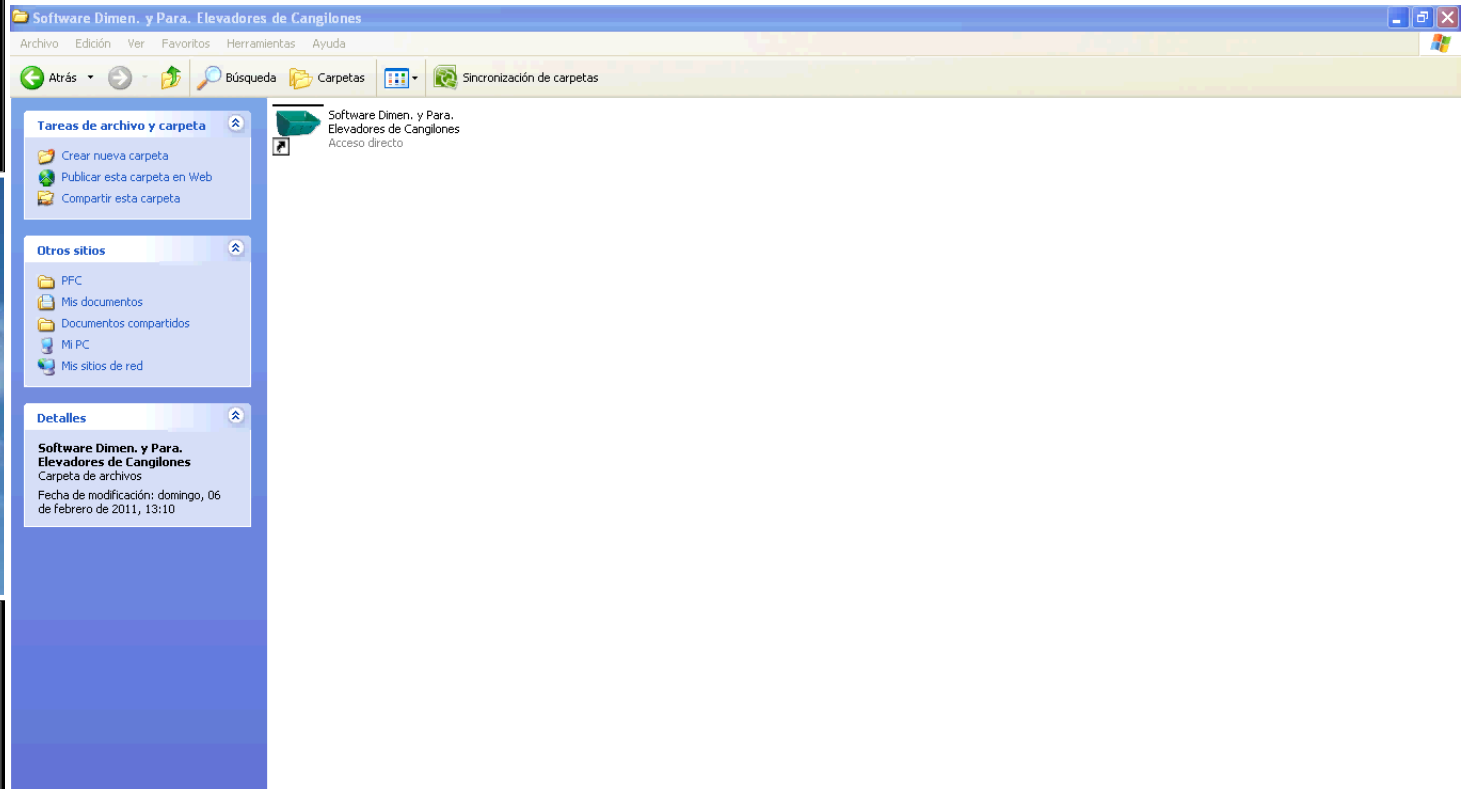 Software Dimen. y Para. Elevadores de Cangilones
Archivo Edición Ver Favoritos Herramientas Ayuda
Atrás Búsqueda Carpetas Sincronización de carpetas
Tareas de archivo y carpeta
Crear nueva carpeta
Publicar esta carpeta en Web
Compartir esta carpeta
Otros sitios
PFC
Mis documentos
Documentos compartidos
Mi PC
Mis sitios de red
Detalles
Software Dimen. y Para.
Elevadores de Cangilones
Carpeta de archivos
Fecha de modificación: domingo, 06
de febrero de 2011, 13:10
Software Dimen. y Para.
Elevadores de Cangilones
Acceso directo